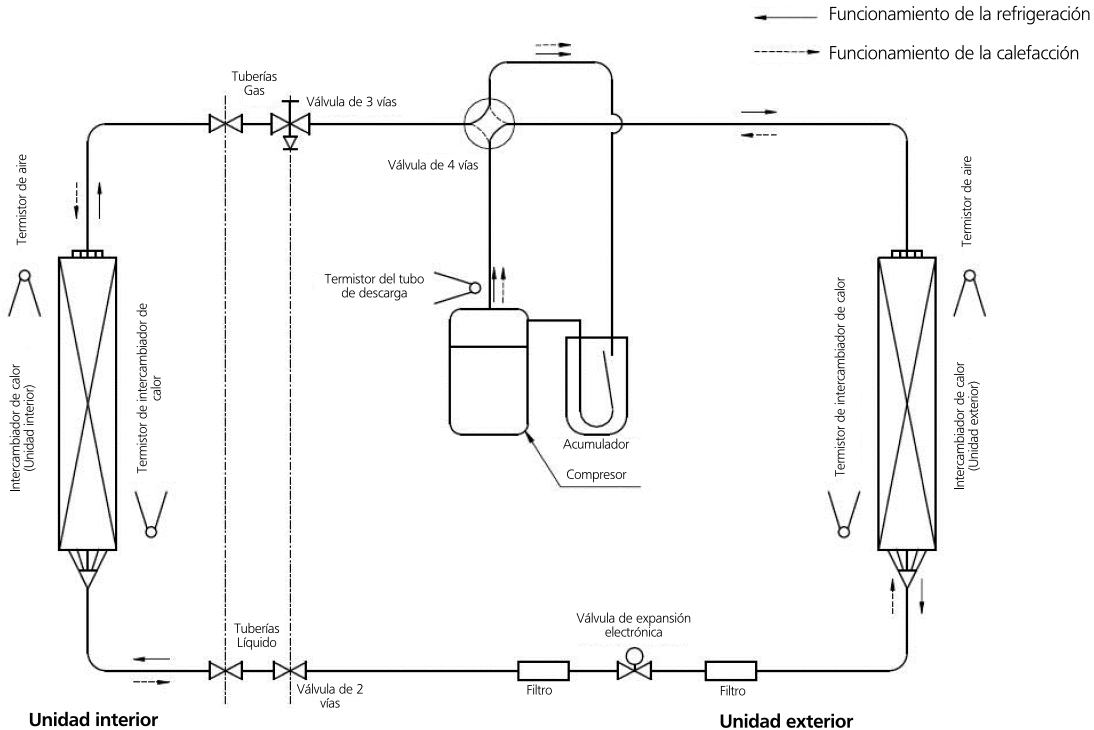 Funcionamiento de la refrigeración
Funcionamiento de la calefacción
Tuberías
Gas
Válvula de 3 vías
Válvula de 4 vías
Termistor de aire
Termistor de aire
Termistor del tubo
de descarga
Intercambiador de calor
(Unidad interior)
Termistor de intercambiador de
calor
Termistor de intercambiador de calor
Intercambiador de calor
(Unidad exterior)
Acumulador
Compresor
Tuberías
Líquido
Válvula de expansión
electrónica
Válvula de 2
vías
Filtro
Filtro
Unidad interior
Unidad exterior